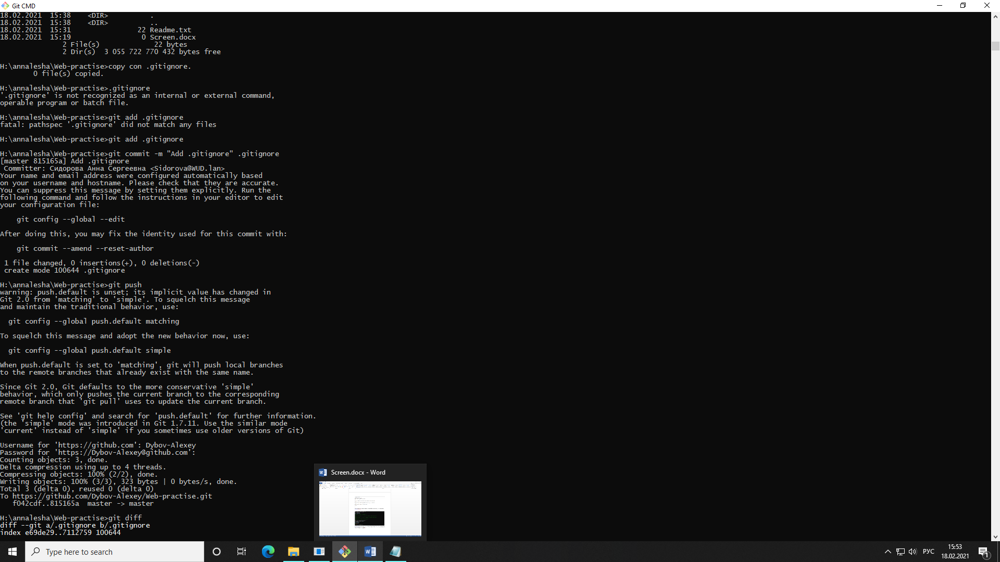 Git CMD
18.02.2021  15:38    <DIR>          .
18.02.2021  15:38    <DIR>          ..
18.02.2021  15:31                22 Readme.txt
18.02.2021  15:19                 0 Screen.docx
               2 File(s)             22 bytes
               2 Dir(s)  3 055 722 770 432 bytes free
H:\annalesha\Web-practise>copy con .gitignore.
        0 file(s) copied.
H:\annalesha\Web-practise>.gitignore
'.gitignore' is not recognized as an internal or external command,
operable program or batch file.
H:\annalesha\Web-practise>git add .gitignore
fatal: pathspec '.gitignore' did not match any files
H:\annalesha\Web-practise>git add .gitignore
H:\annalesha\Web-practise>git commit -m "Add .gitignore" .gitignore
[master 815165a] Add .gitignore
 Committer: Сидорова Анна Сергеевна <Sidorova@WUD.lan>
Your name and email address were configured automatically based
on your username and hostname. Please check that they are accurate.
You can suppress this message by setting them explicitly. Run the
following command and follow the instructions in your editor to edit
your configuration file:
    git config --global --edit
After doing this, you may fix the identity used for this commit with:
    git commit --amend --reset-author
 1 file changed, 0 insertions(+), 0 deletions(-)
 create mode 100644 .gitignore
H:\annalesha\Web-practise>git push
warning: push.default is unset; its implicit value has changed in
Git 2.0 from 'matching' to 'simple'. To squelch this message
and maintain the traditional behavior, use:
  git config --global push.default matching
To squelch this message and adopt the new behavior now, use:
  git config --global push.default simple
When push.default is set to 'matching', git will push local branches
to the remote branches that already exist with the same name.
Since Git 2.0, Git defaults to the more conservative 'simple'
behavior, which only pushes the current branch to the corresponding
remote branch that 'git pull' uses to update the current branch.
See 'git help config' and search for 'push.default' for further information.
(the 'simple' mode was introduced in Git 1.7.11. Use the similar mode
'current' instead of 'simple' if you sometimes use older versions of Git)
Username for 'https://github.com': Dybov-Alexey
Password for 'https://Dybov-Alexey@github.com':
Counting objects: 3, done.
Delta compression using up to 4 threads.
Compressing objects: 100% (2/2), done.
Writing objects: 100% (3/3), 323 bytes | 0 bytes/s, done.
Total 3 (delta 0), reused 0 (delta 0)
To https://github.com/Dybov-Alexey/Web-practise.git
   f042cdf..815165a  master -> master
H:\annalesha\Web-practise>git diff
diff --git a/.gitignore b/.gitignore
index e69de29..7112759 100644
Screen.docx - Word
Type here to search
РУС
15:53
18.02.2021
1